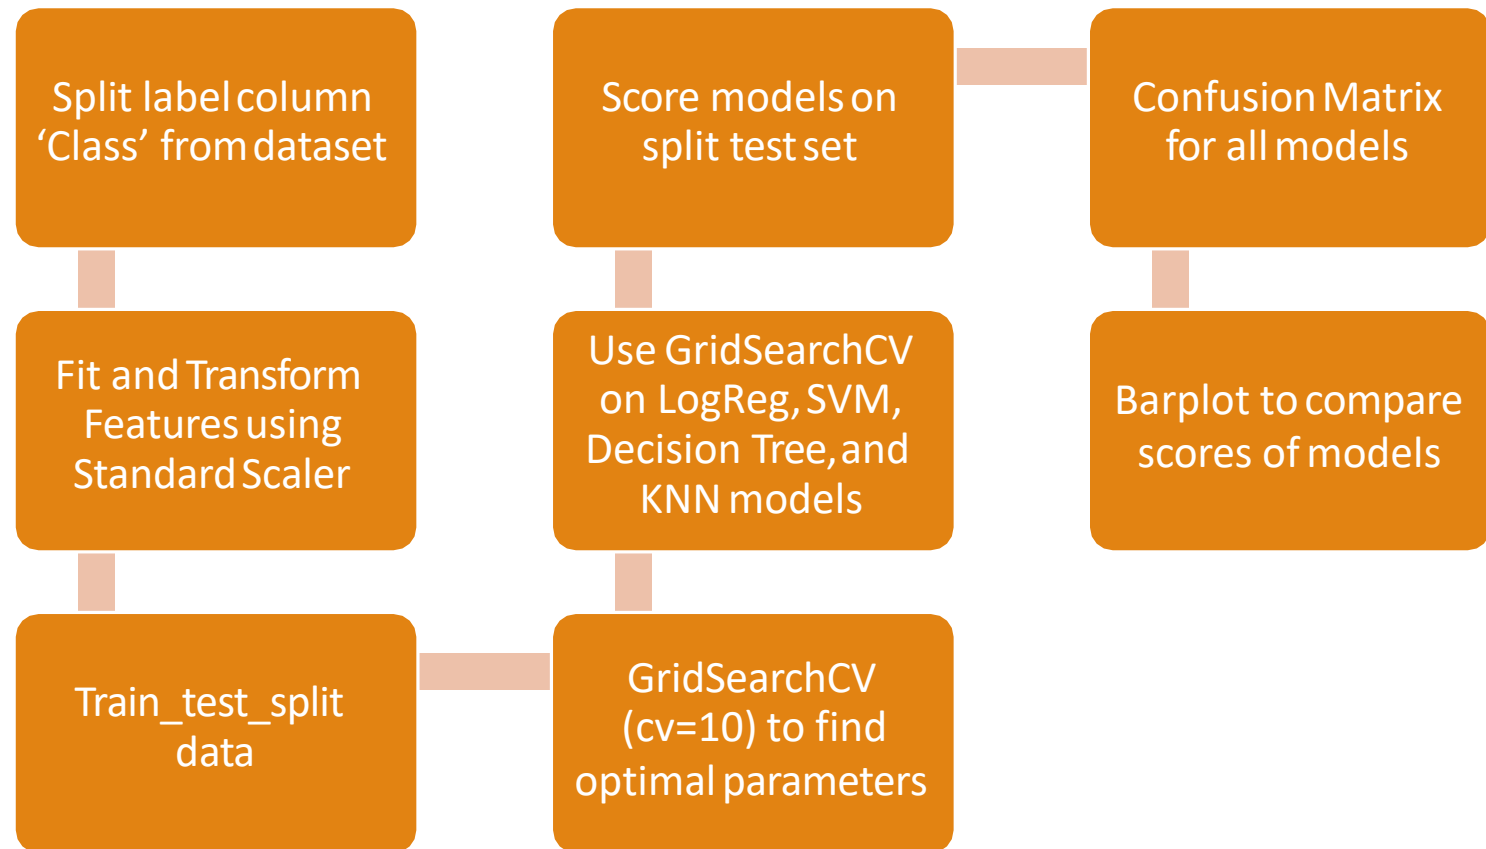 Split label column
‘Class’ from dataset
Fit and Transform
Features using
Standard Scaler
Train_test_split
data
GridSearchCV
(cv=10) to find
optimal parameters
Use GridSearchCV
on LogReg, SVM,
Decision Tree, and
KNN models
Score models on
split test set
Confusion Matrix
for all models
Barplot to compare
scores of models